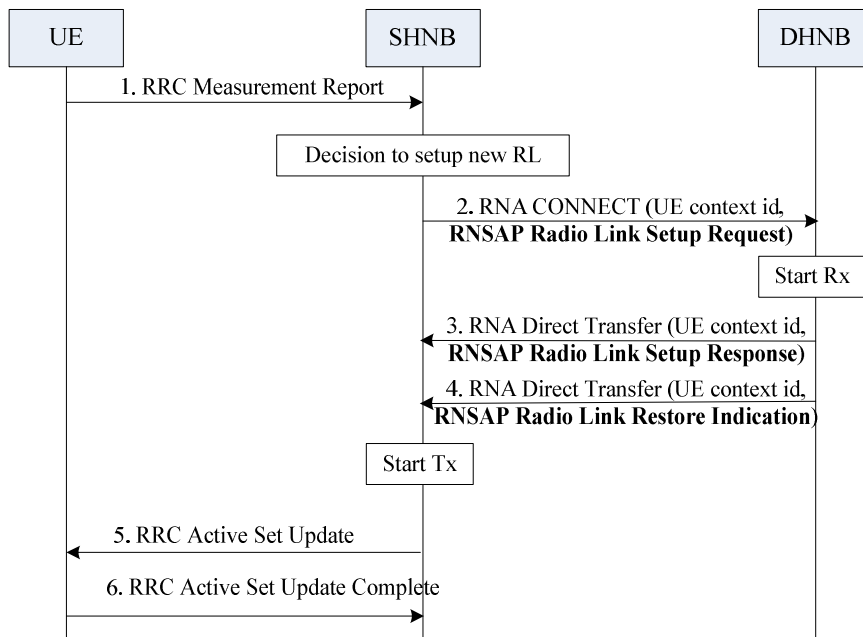 UE
SHNB
DHNB
1. RRC Measurement Report
Decision to setup new RL
2. RNA CONNECT (UE context id,
RNSAP Radio Link Setup Request)
Start Rx
3. RNA Direct Transfer (UE context id,
RNSAP Radio Link Setup Response)
4. RNA Direct Transfer (UE context id,
RNSAP Radio Link Restore Indication)
Start Tx
5. RRC Active Set Update
6. RRC Active Set Update Complete